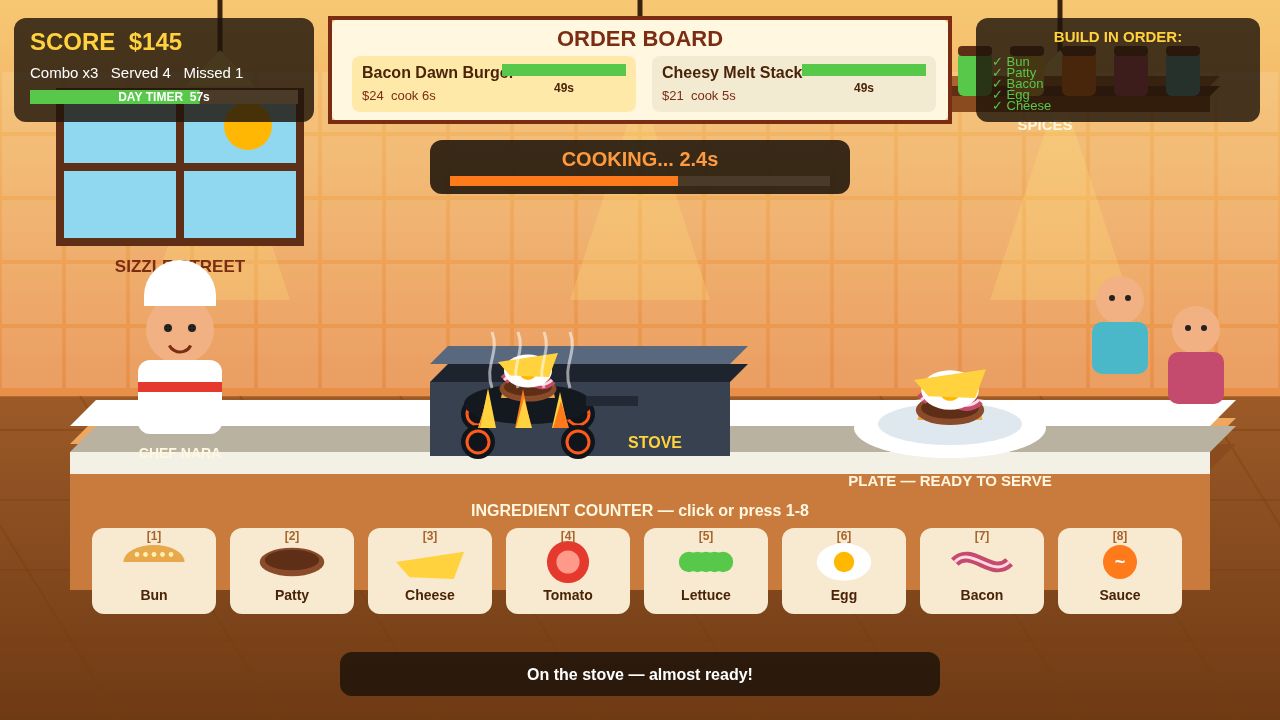 SCORE  $145
Combo x3   Served 4   Missed 1
DAY TIMER  57s
ORDER BOARD
Bacon Dawn Burger
$24  cook 6s
49s
Cheesy Melt Stack
$21  cook 5s
49s
BUILD IN ORDER:
✓ Bun
✓ Patty
✓ Bacon
✓ Egg
✓ Cheese
SPICES
COOKING... 2.4s
SIZZLE STREET
CHEF NARA
STOVE
PLATE — READY TO SERVE
INGREDIENT COUNTER — click or press 1-8
[1] [2] [3] [4] [5] [6] [7] [8]
~
Bun Patty Cheese Tomato Lettuce Egg Bacon Sauce
On the stove — almost ready!